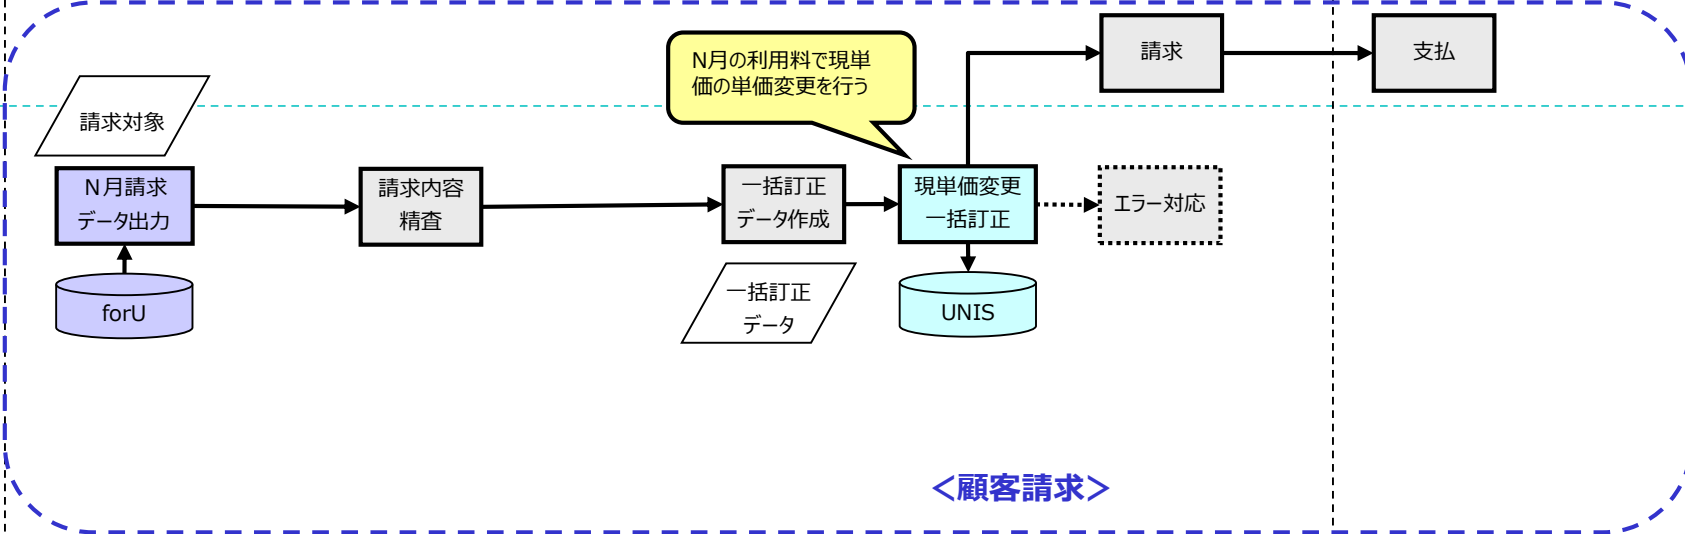 請求
支払
N月の利用料で現単
価の単価変更を行う
請求対象
N月請求
データ出力
請求内容
精査
一括訂正
データ作成
現単価変更
一括訂正
エラー対応
forU
一括訂正
データ
UNIS
<顧客請求>